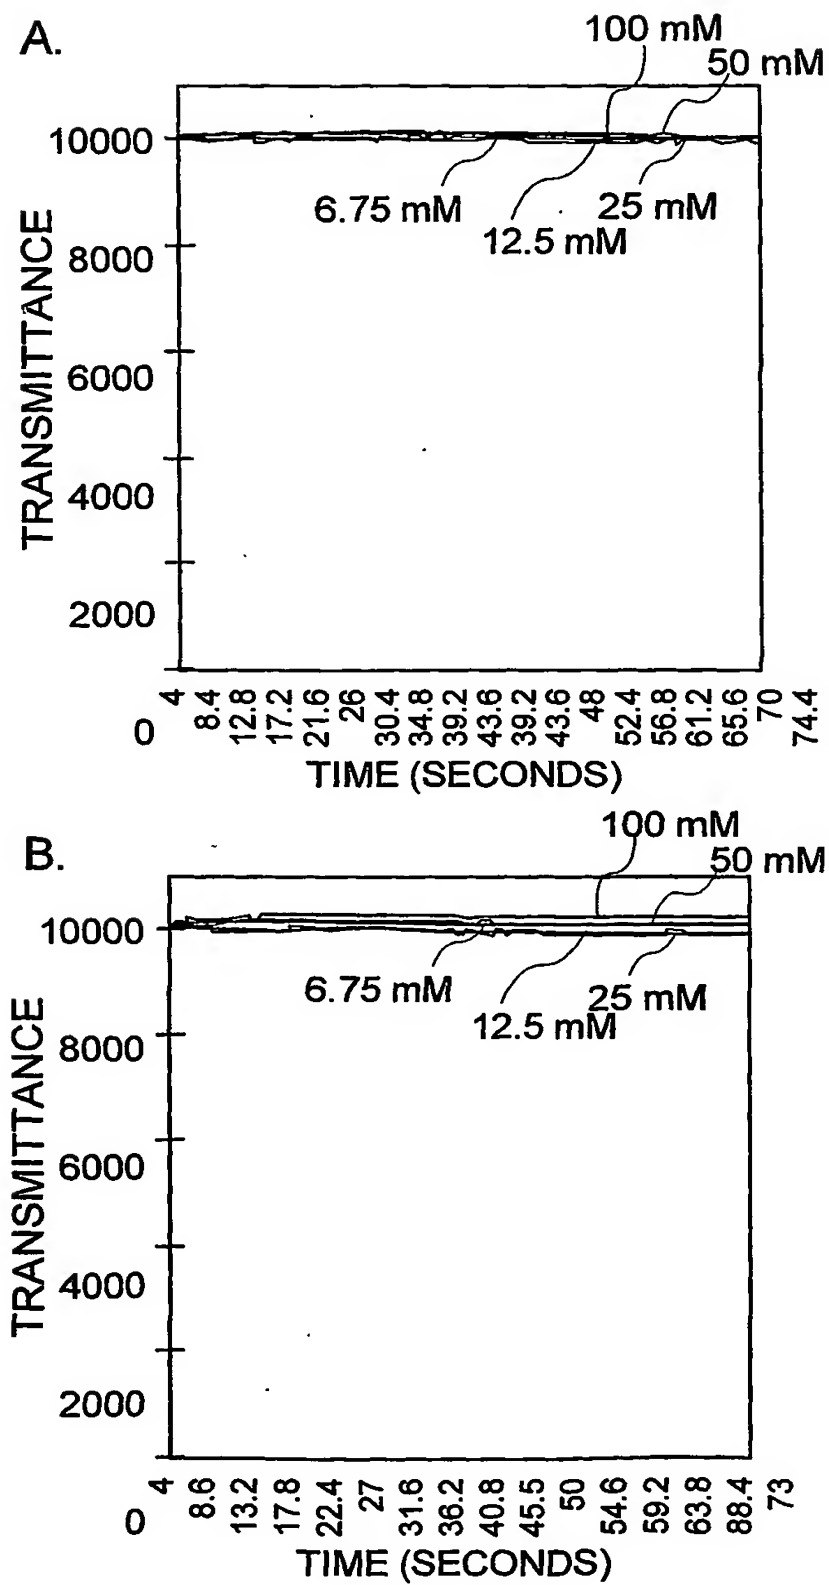 A.
100 mM
50 mM
10000
8000
6000
4000
2000
0
TRANSMITTANCE
6.75 mM
12.5 mM
25 mM
4
8.4
12.8
17.2
21.6
26
30.4
34.8
39.2
43.6
39.2
43.6
48
52.4
56.8
61.2
65.6
70
74.4
TIME (SECONDS)
B.
100 mM
50 mM
10000
8000
6000
4000
2000
0
TRANSMITTANCE
6.75 mM
12.5 mM
25 mM
4
8.6
13.2
17.8
22.4
27
31.6
36.2
40.8
45.5
50
54.6
59.2
63.8
88.4
73
TIME (SECONDS)